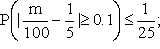 P(|m/100 − 1/5| ≥ 0.1) ≤ 1/25;